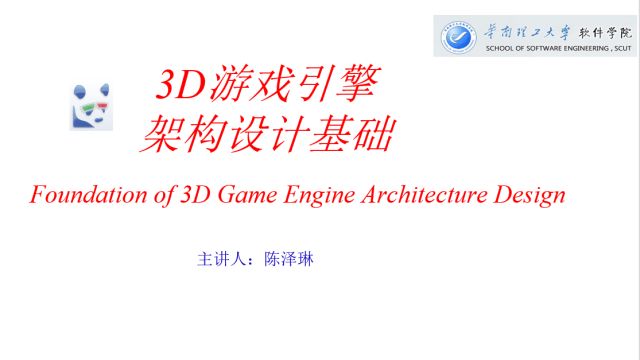 华南理工大学 软件学院
SCHOOL OF SOFTWARE ENGINEERING , SCUT
3D游戏引擎
架构设计基础
Foundation of 3D Game Engine Architecture Design
主讲人：陈泽琳